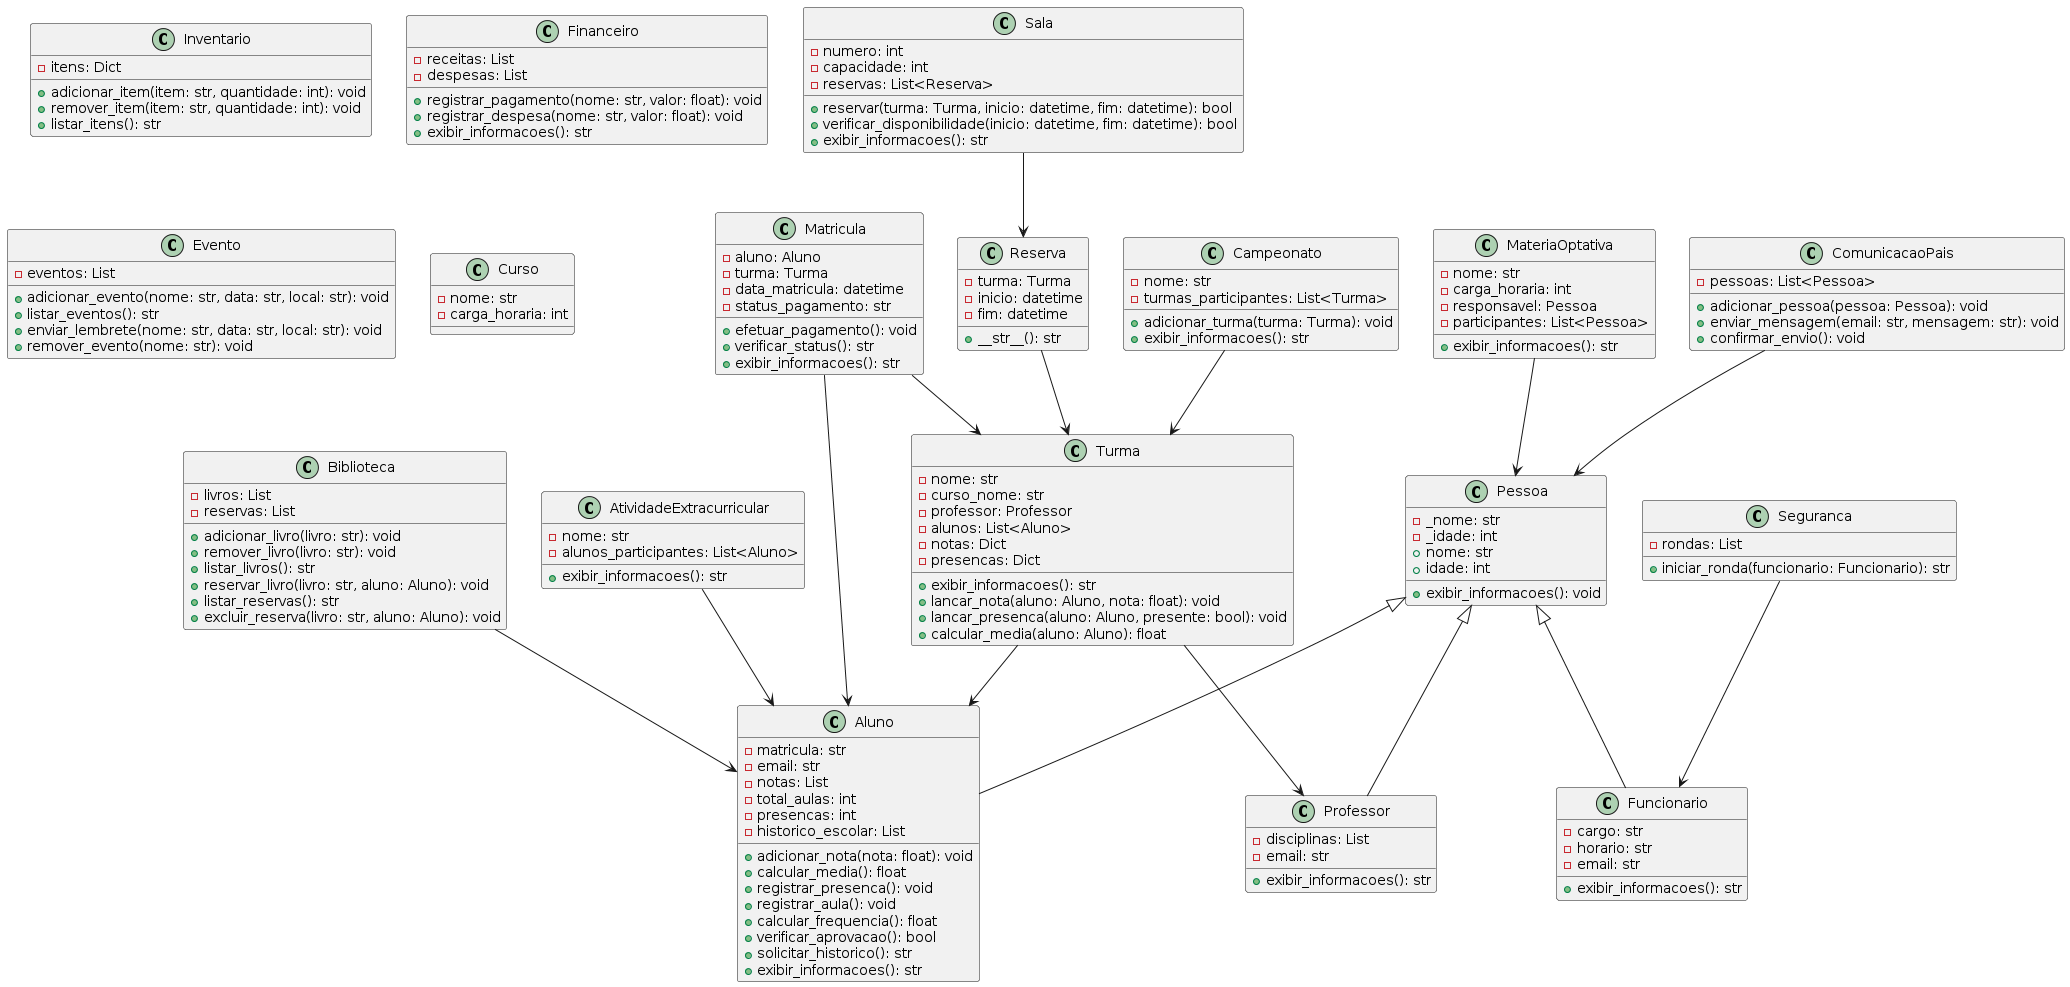 Inventario
itens: Dict
adicionar_item(item: str, quantidade: int): void
remover_item(item: str, quantidade: int): void
listar_itens(): str
Financeiro
receitas: List
despesas: List
registrar_pagamento(nome: str, valor: float): void
registrar_despesa(nome: str, valor: float): void
exibir_informacoes(): str
Sala
numero: int
capacidade: int
reservas: List<Reserva>
reservar(turma: Turma, inicio: datetime, fim: datetime): bool
verificar_disponibilidade(inicio: datetime, fim: datetime): bool
exibir_informacoes(): str
Evento
eventos: List
adicionar_evento(nome: str, data: str, local: str): void
listar_eventos(): str
enviar_lembrete(nome: str, data: str, local: str): void
remover_evento(nome: str): void
Curso
nome: str
carga_horaria: int
Matricula
aluno: Aluno
turma: Turma
data_matricula: datetime
status_pagamento: str
efetuar_pagamento(): void
verificar_status(): str
exibir_informacoes(): str
Reserva
turma: Turma
inicio: datetime
fim: datetime
__str__(): str
Campeonato
nome: str
turmas_participantes: List<Turma>
adicionar_turma(turma: Turma): void
exibir_informacoes(): str
MateriaOptativa
nome: str
carga_horaria: int
responsavel: Pessoa
participantes: List<Pessoa>
exibir_informacoes(): str
ComunicacaoPais
pessoas: List<Pessoa>
adicionar_pessoa(pessoa: Pessoa): void
enviar_mensagem(email: str, mensagem: str): void
confirmar_envio(): void
Biblioteca
livros: List
reservas: List
adicionar_livro(livro: str): void
remover_livro(livro: str): void
listar_livros(): str
reservar_livro(livro: str, aluno: Aluno): void
listar_reservas(): str
excluir_reserva(livro: str, aluno: Aluno): void
AtividadeExtracurricular
nome: str
alunos_participantes: List<Aluno>
exibir_informacoes(): str
Turma
nome: str
curso_nome: str
professor: Professor
alunos: List<Aluno>
notas: Dict
presencas: Dict
exibir_informacoes(): str
lancar_nota(aluno: Aluno, nota: float): void
lancar_presenca(aluno: Aluno, presente: bool): void
calcular_media(aluno: Aluno): float
Pessoa
_nome: str
_idade: int
nome: str
idade: int
exibir_informacoes(): void
Seguranca
rondas: List
iniciar_ronda(funcionario: Funcionario): str
Aluno
matricula: str
email: str
notas: List
total_aulas: int
presencas: int
historico_escolar: List
adicionar_nota(nota: float): void
calcular_media(): float
registrar_presenca(): void
registrar_aula(): void
calcular_frequencia(): float
verificar_aprovacao(): bool
solicitar_historico(): str
exibir_informacoes(): str
Professor
disciplinas: List
email: str
exibir_informacoes(): str
Funcionario
cargo: str
horario: str
email: str
exibir_informacoes(): str